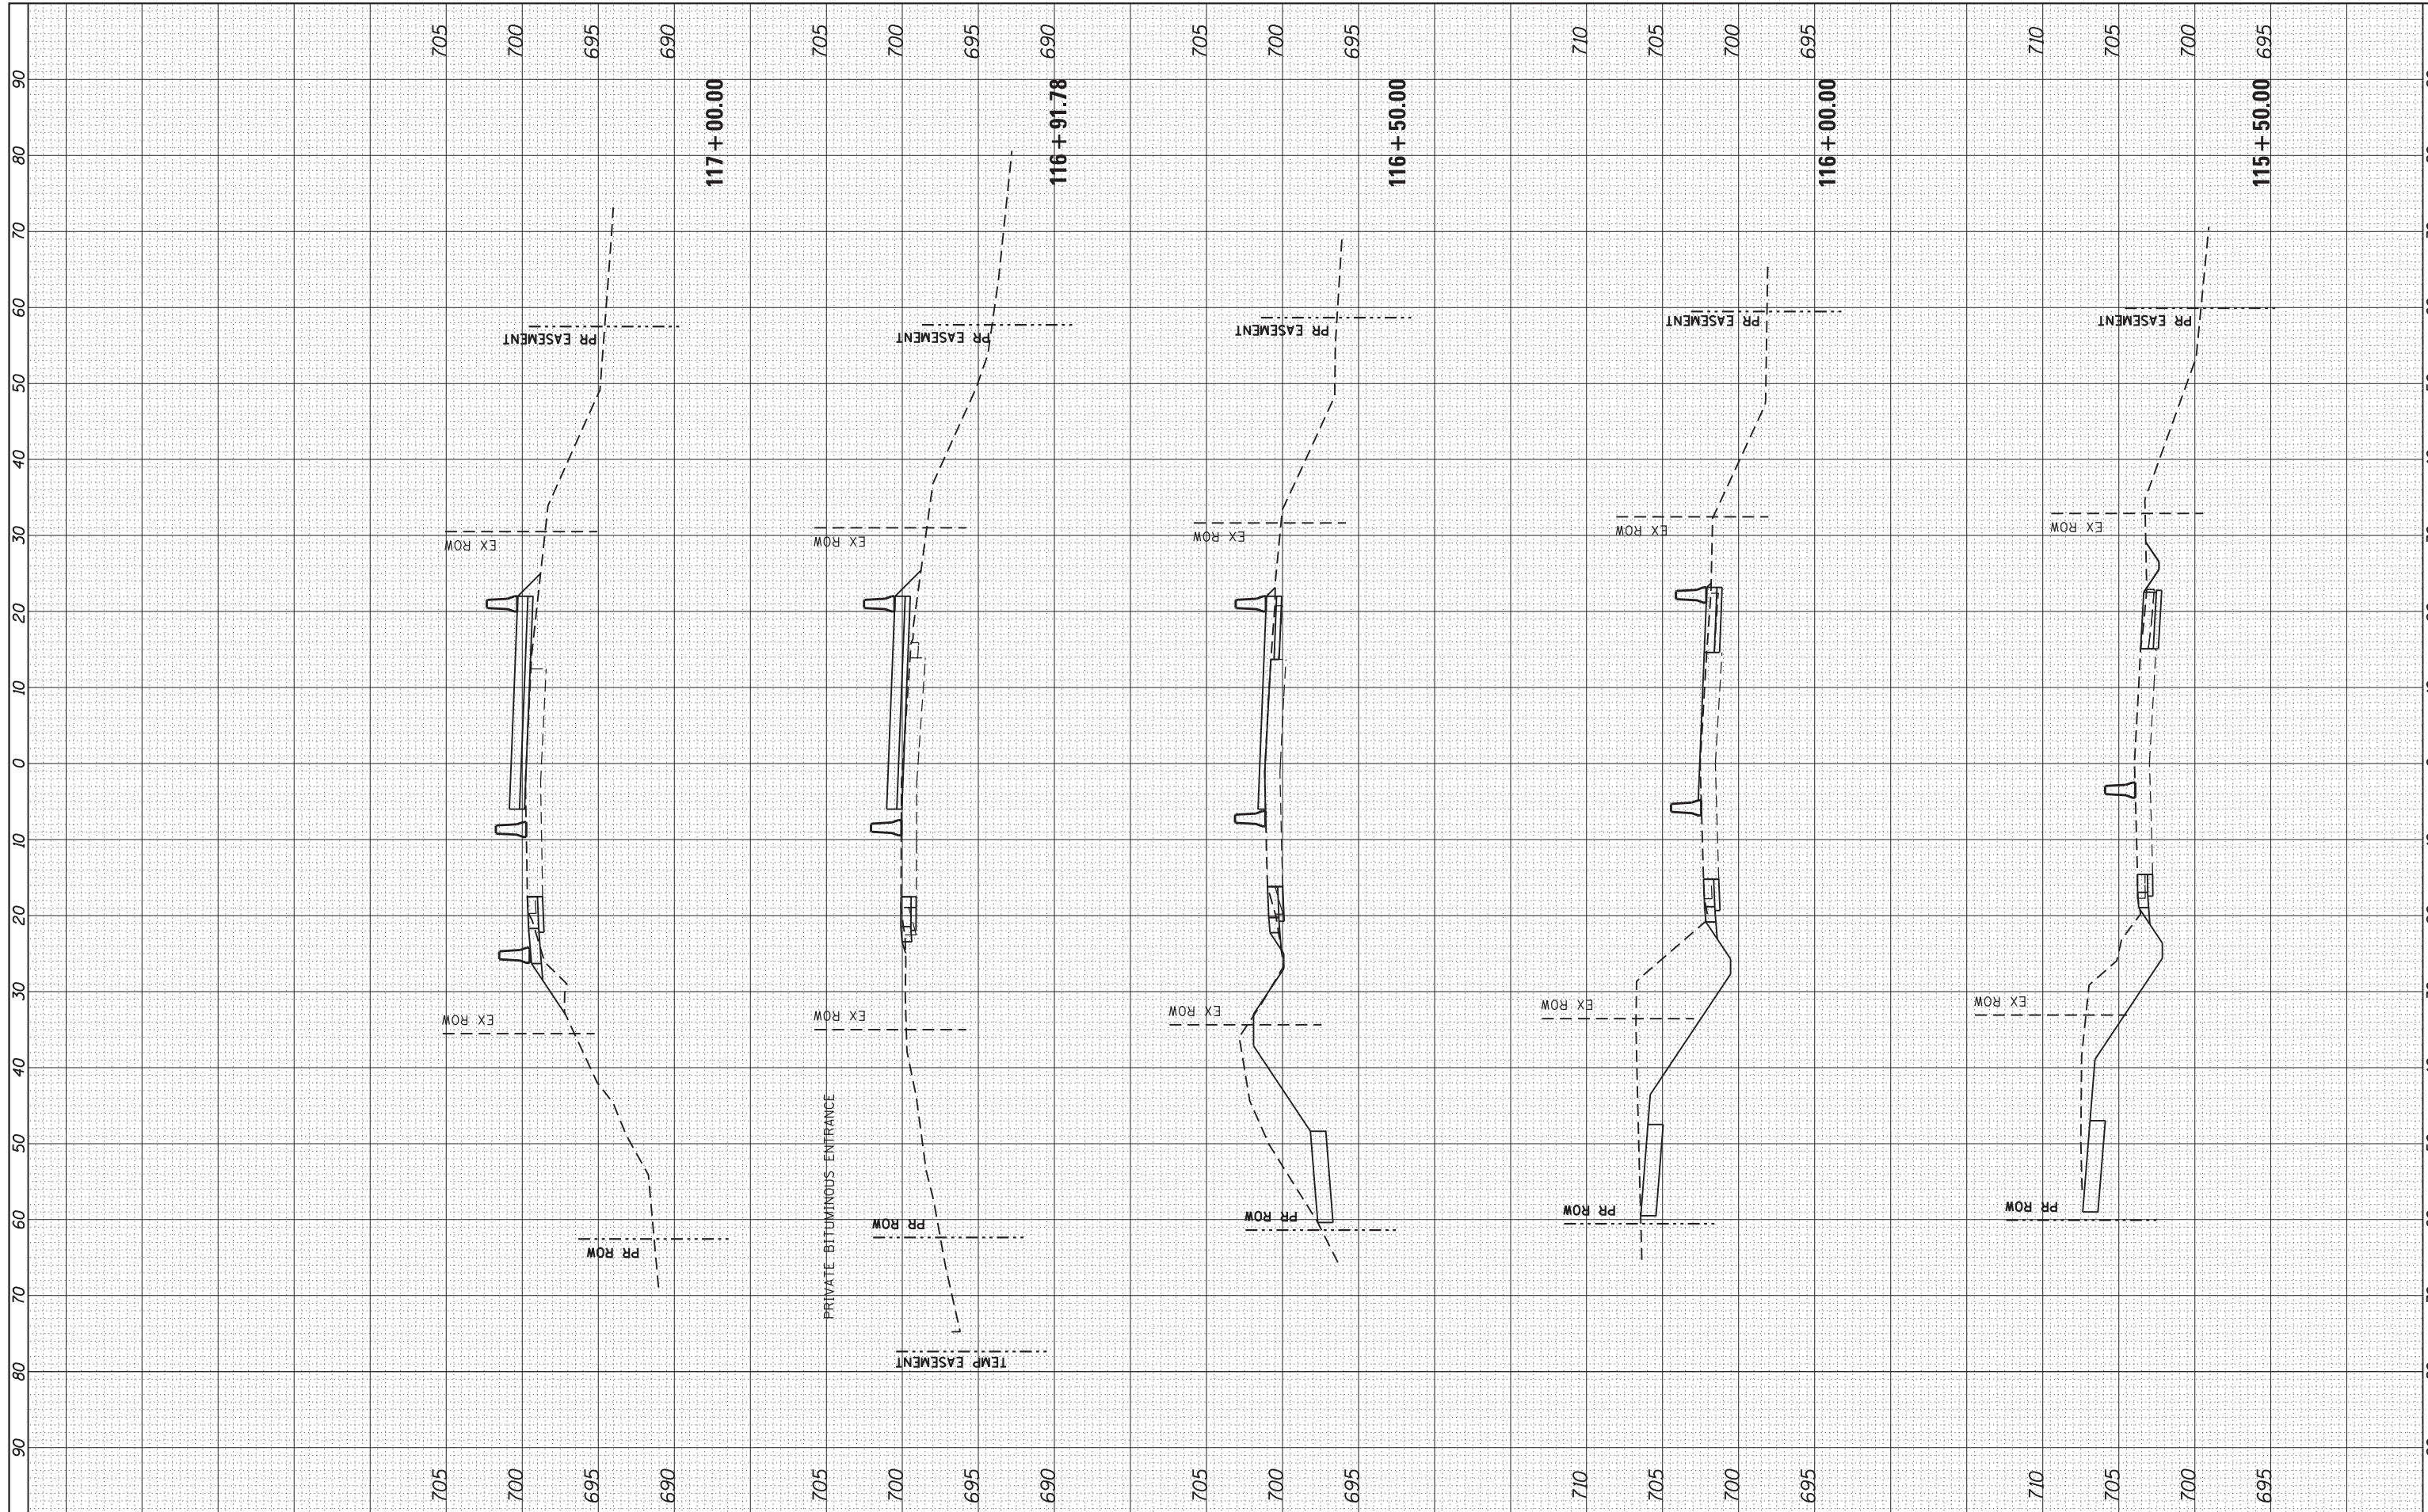 90 80 70 60 50 40 30 20 10 0 10 20 30 40 50 60 70 80 90
705 705
700 700
695 695
690 690
PR ROW
EX ROW
EX ROW
PR EASEMENT
117+00.00
705 705
700 700
695 695
690
PRIVATE BITUMINOUS ENTRANCE
TEMP EASEMENT
PR ROW
EX ROW
EX ROW
PR EASEMENT
116+91.78
705 705
700 700
695 695
PR ROW
EX ROW
EX ROW
PR EASEMENT
116+50.00
710 710
705 705
700 700
695 695
PR ROW
EX ROW
EX ROW
PR EASEMENT
116+00.00
710 710
705 705
700 700
695 695
PR ROW
EX ROW
EX ROW
PR EASEMENT
115+50.00